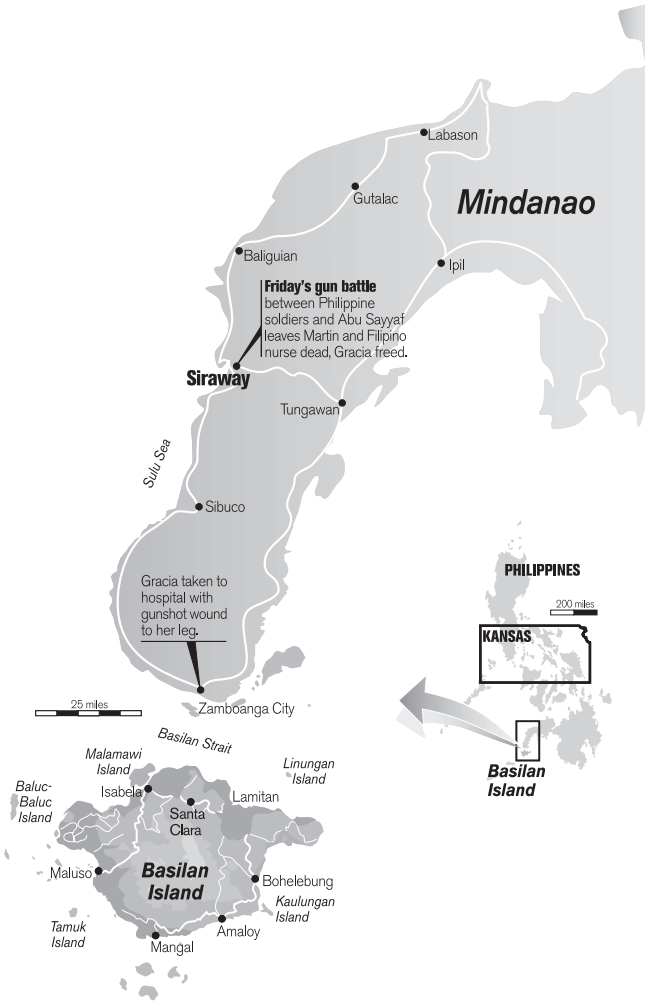 Labason
Mindanao
Gutalac
Baliguian
Ipil
Friday's gun battle
between Philippine
soldiers and Abu Sayyaf
leaves Martin and Filipino
nurse dead, Gracia freed.
Siraway
Tungawan
Sulu Sea
Sibuco
PHILIPPINES
200 miles
KANSAS
Gracia taken to
hospital with
gunshot wound
to her leg.
25 miles
Zamboanga City
Basilan Strait
Basilan
Island
Malamawi
Island
Linungan
Island
Baluc-
Baluc
Island
Isabela
Lamitan
Santa
Clara
Maluso
Basilan
Island
Bohelebung
Kaulungan
Island
Tamuk
Island
Amaloy
Mangal